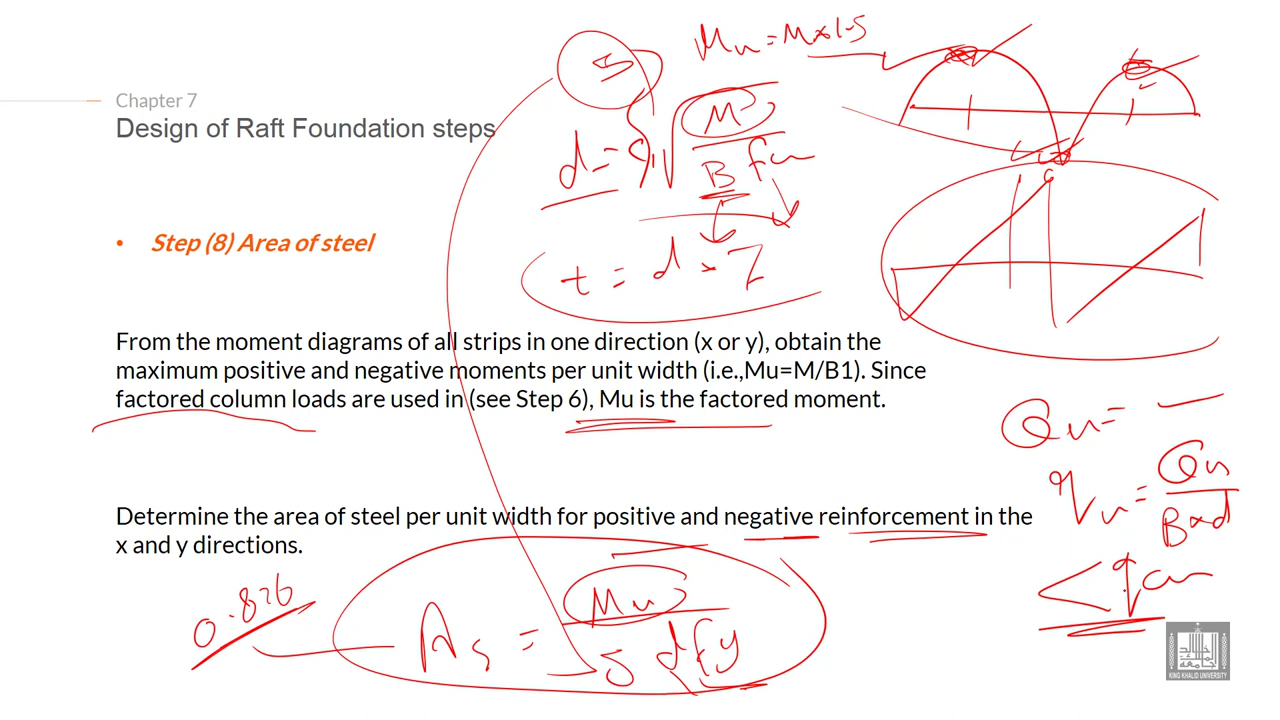 Chapter 7
Design of Raft Foundation steps
• Step (8) Area of steel
From the moment diagrams of all strips in one direction (x or y), obtain the
maximum positive and negative moments per unit width (i.e.,Mu=M/B1). Since
factored column loads are used in (see Step 6), Mu is the factored moment.
Determine the area of steel per unit width for positive and negative reinforcement in the
x and y directions.
Mu = M x 1.5
d = √ M / B fcu
t = d + 7
Qu =
qu = Qu / B x d
< qcu
0.826
As = Mu / J d fy
KING KHALID UNIVERSITY